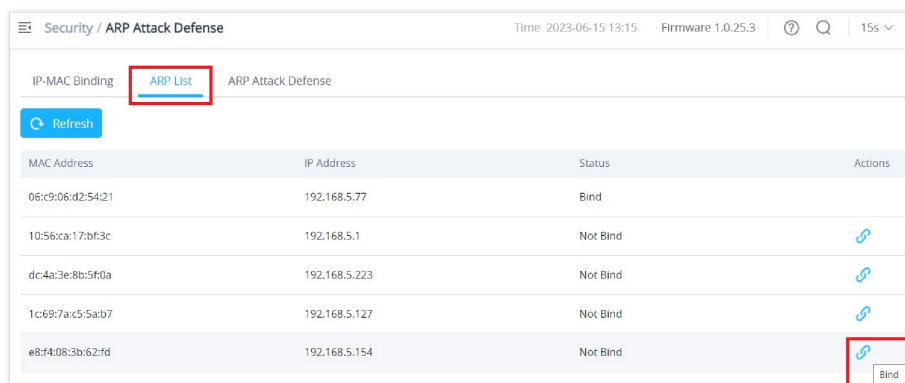 Security / ARP Attack Defense Time 2023-06-15 13:15 Firmware 1.0.25.3 15s
IP-MAC Binding ARP List ARP Attack Defense
Refresh
MAC Address IP Address Status Actions
06:c9:06:d2:54:21 192.168.5.77 Bind
10:56:ca:17:bf:3c 192.168.5.1 Not Bind
dc:4a:3e:8b:5f:0a 192.168.5.223 Not Bind
1c:69:7a:c5:5a:b7 192.168.5.127 Not Bind
e8:f4:08:3b:62:fd 192.168.5.154 Not Bind
Bind